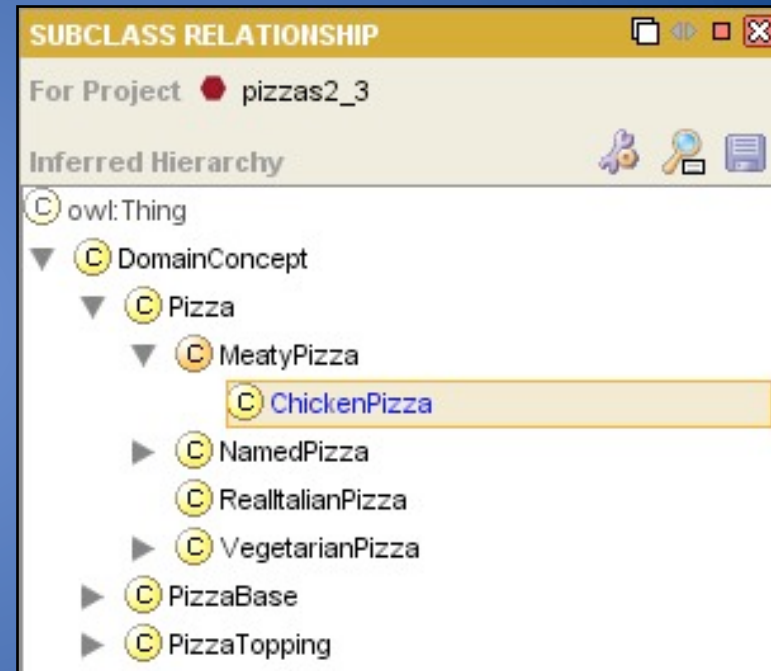 SUBCLASS RELATIONSHIP
For Project pizzas2_3
Inferred Hierarchy
C owl:Thing
C DomainConcept
C Pizza
C MeatyPizza
C ChickenPizza
C NamedPizza
C RealItalianPizza
C VegetarianPizza
C PizzaBase
C PizzaTopping